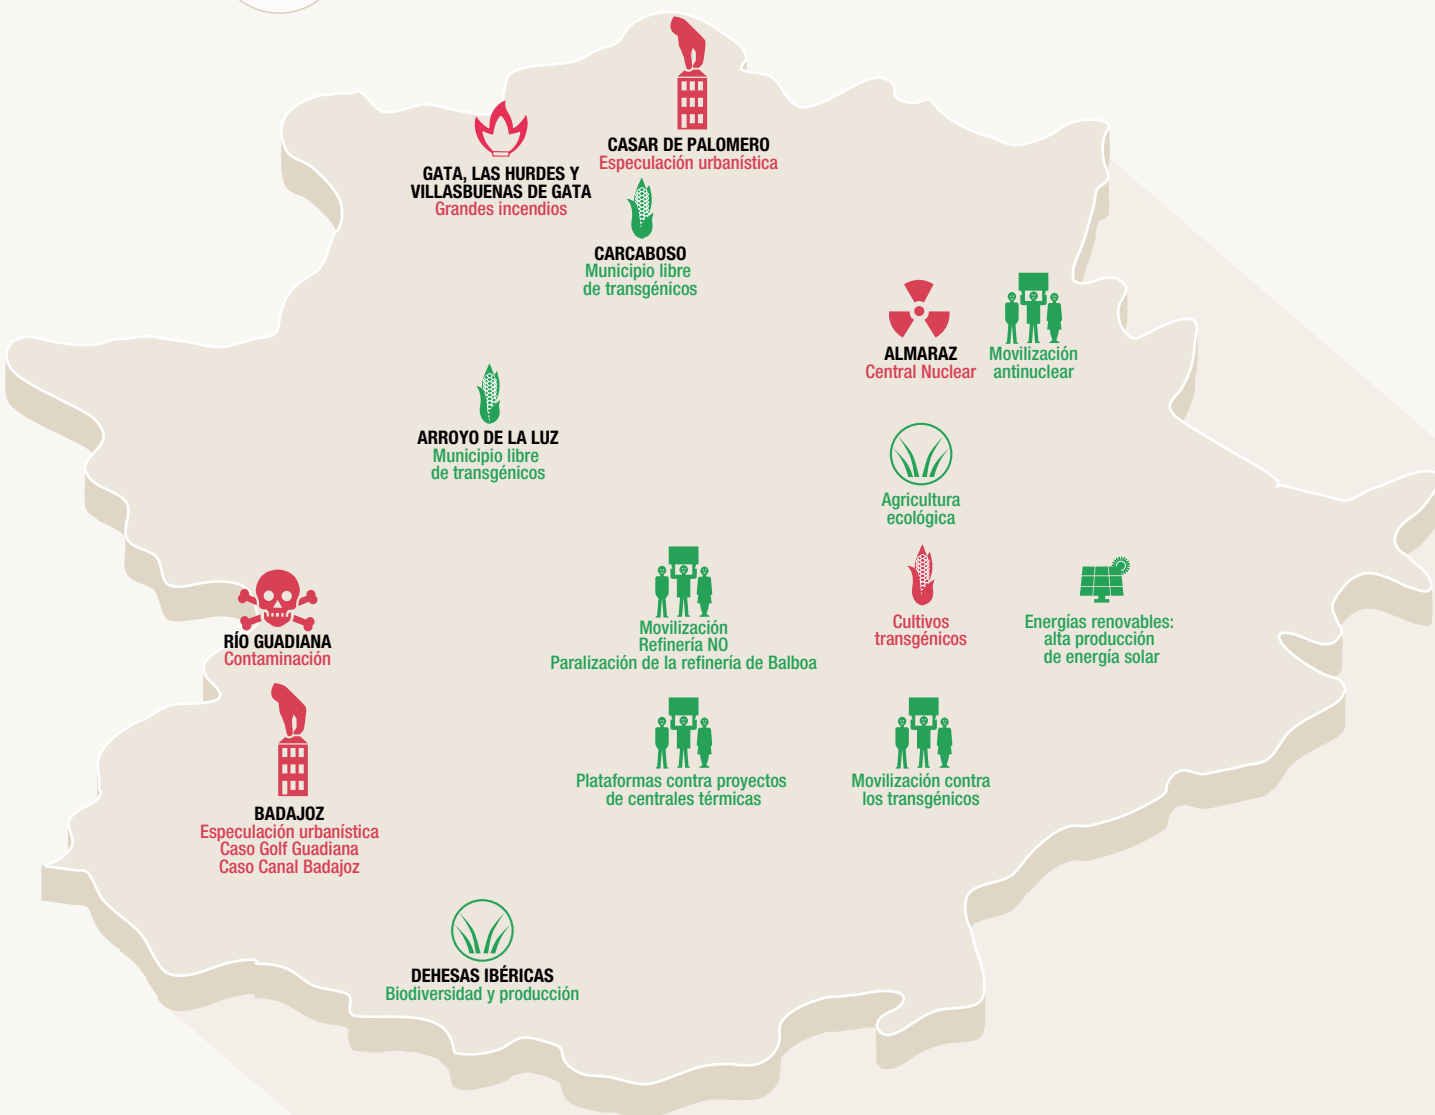 CASAR DE PALOMERO
Especulación urbanística
GATA, LAS HURDES Y
VILLASBUENAS DE GATA
Grandes incendios
CARCABOSO
Municipio libre
de transgénicos
ALMARAZ
Central Nuclear
Movilización
antinuclear
ARROYO DE LA LUZ
Municipio libre
de transgénicos
Agricultura
ecológica
RÍO GUADIANA
Contaminación
Movilización
Refinería NO
Paralización de la refinería de Balboa
Cultivos
transgénicos
Energías renovables:
alta producción
de energía solar
BADAJOZ
Especulación urbanística
Caso Golf Guadiana
Caso Canal Badajoz
Plataformas contra proyectos
de centrales térmicas
Movilización contra
los transgénicos
DEHESAS IBÉRICAS
Biodiversidad y producción